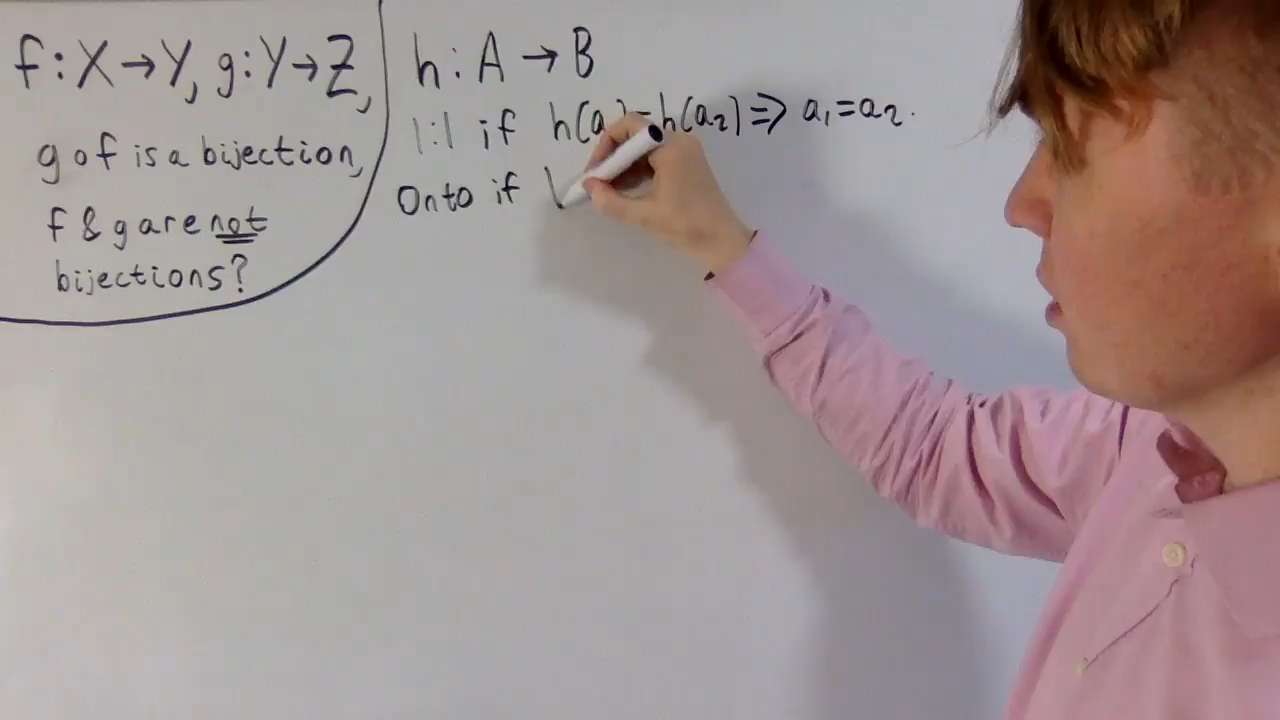 f:X→Y, g:Y→Z,
g o f is a bijection,
f & g are not
bijections?
h:A→B
1:1 if h(a ) = h(a₂) ⇒ a₁=a₂.
Onto if